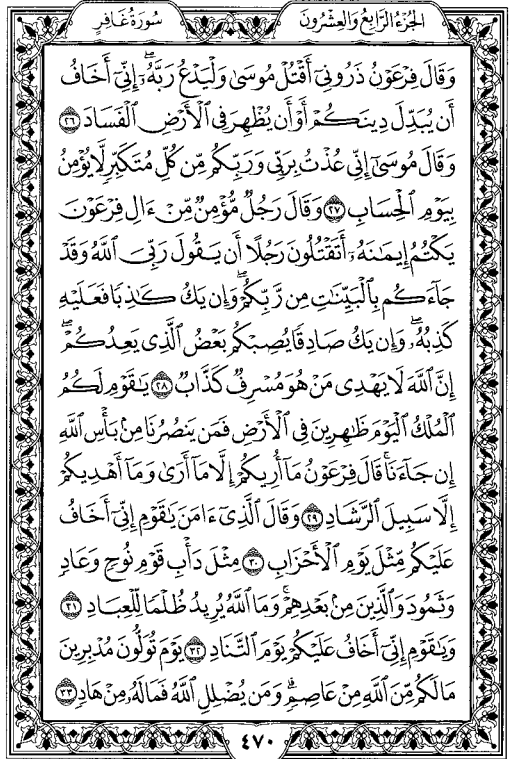 الجزء الرابع والعشرون
سورة غافر
وَقَالَ فِرْعَوْنُ ذَرُونِيٓ أَقْتُلْ مُوسَىٰ وَلْيَدْعُ رَبَّهُۥٓۖ إِنِّيٓ أَخَافُ
أَن يُبَدِّلَ دِينَكُمْ أَوْ أَن يُظْهِرَ فِي ٱلْأَرْضِ ٱلْفَسَادَ ٢٦
وَقَالَ مُوسَىٰٓ إِنِّي عُذْتُ بِرَبِّي وَرَبِّكُم مِّن كُلِّ مُتَكَبِّرٍ لَّا يُؤْمِنُ
بِيَوْمِ ٱلْحِسَابِ ٢٧ وَقَالَ رَجُلٌ مُّؤْمِنٌ مِّنْ ءَالِ فِرْعَوْنَ
يَكْتُمُ إِيمَٰنَهُۥٓ أَتَقْتُلُونَ رَجُلًا أَن يَقُولَ رَبِّيَ ٱللَّهُ وَقَدْ
جَآءَكُم بِٱلْبَيِّنَٰتِ مِن رَّبِّكُمْۖ وَإِن يَكُ كَٰذِبًا فَعَلَيْهِ
كَذِبُهُۥۖ وَإِن يَكُ صَادِقًا يُصِبْكُم بَعْضُ ٱلَّذِي يَعِدُكُمْۖ
إِنَّ ٱللَّهَ لَا يَهْدِي مَنْ هُوَ مُسْرِفٌ كَذَّابٌ ٢٨ يَٰقَوْمِ لَكُمُ
ٱلْمُلْكُ ٱلْيَوْمَ ظَٰهِرِينَ فِي ٱلْأَرْضِ فَمَن يَنصُرُنَا مِنۢ بَأْسِ ٱللَّهِ
إِن جَآءَنَاۚ قَالَ فِرْعَوْنُ مَآ أُرِيكُمْ إِلَّا مَآ أَرَىٰ وَمَآ أَهْدِيكُمْ
إِلَّا سَبِيلَ ٱلرَّشَادِ ٢٩ وَقَالَ ٱلَّذِيٓ ءَامَنَ يَٰقَوْمِ إِنِّيٓ أَخَافُ
عَلَيْكُم مِّثْلَ يَوْمِ ٱلْأَحْزَابِ ٣٠ مِثْلَ دَأْبِ قَوْمِ نُوحٍ وَعَادٍ
وَثَمُودَ وَٱلَّذِينَ مِنۢ بَعْدِهِمْۚ وَمَا ٱللَّهُ يُرِيدُ ظُلْمًا لِّلْعِبَادِ ٣١
وَيَٰقَوْمِ إِنِّيٓ أَخَافُ عَلَيْكُمْ يَوْمَ ٱلتَّنَادِ ٣٢ يَوْمَ تُوَلُّونَ مُدْبِرِينَ
مَا لَكُم مِّنَ ٱللَّهِ مِنْ عَاصِمٍۗ وَمَن يُضْلِلِ ٱللَّهُ فَمَا لَهُۥ مِنْ هَادٍ ٣٣
٤٧٠